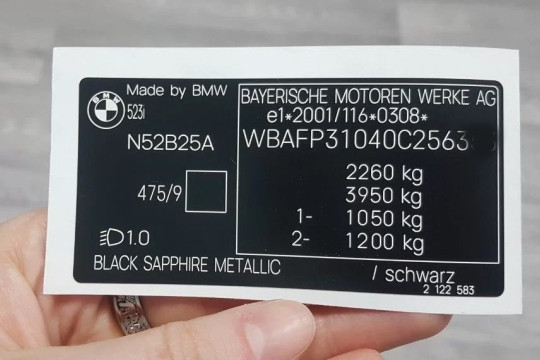 BMW
Made by BMW
523i
N52B25A
475/9
1.0
BLACK SAPPHIRE METALLIC
BAYERISCHE MOTOREN WERKE AG
e1*2001/116*0308*
2260 kg
3950 kg
1- 1050 kg
2- 1200 kg
/ schwarz
2 122 583